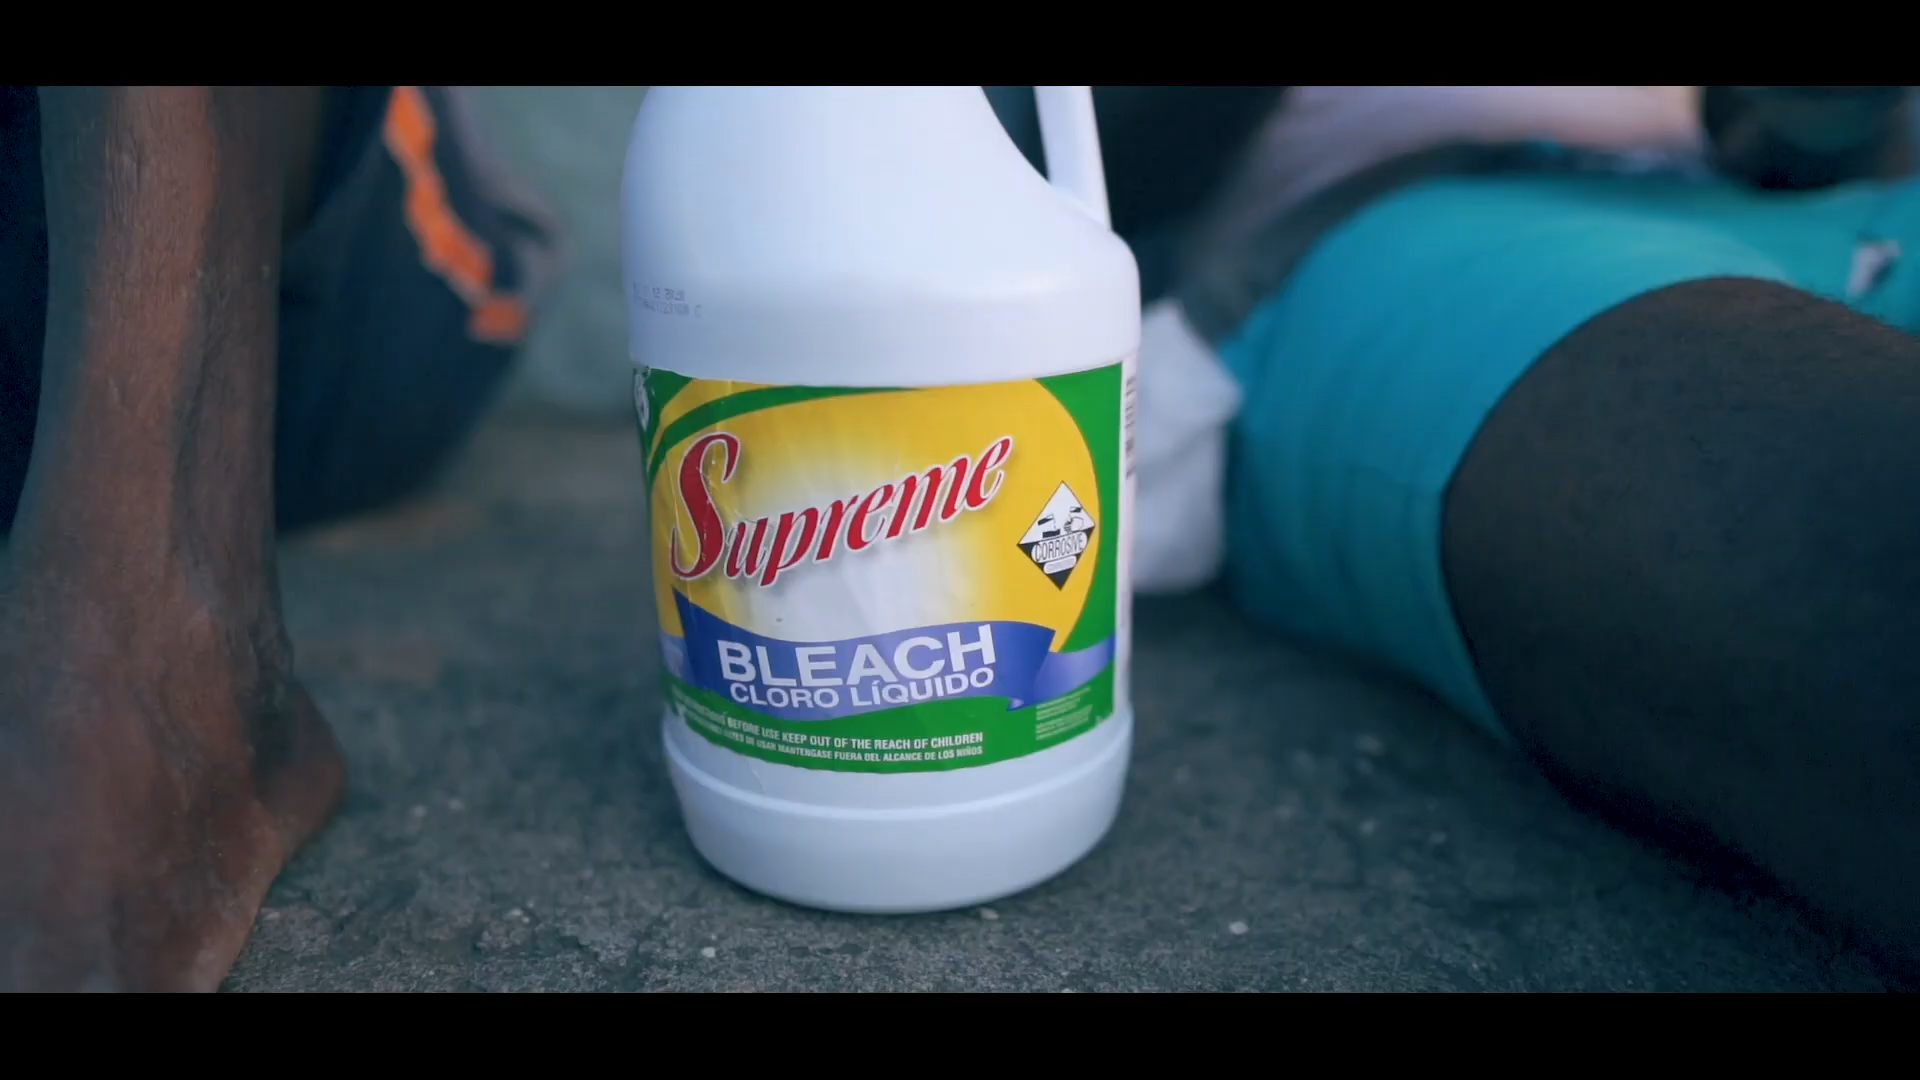 Supreme
CORROSIVE
BLEACH
CLORO LÍQUIDO
BEFORE USE KEEP OUT OF THE REACH OF CHILDREN
DE USAR MANTENGASE FUERA DEL ALCANCE DE LOS NIÑOS